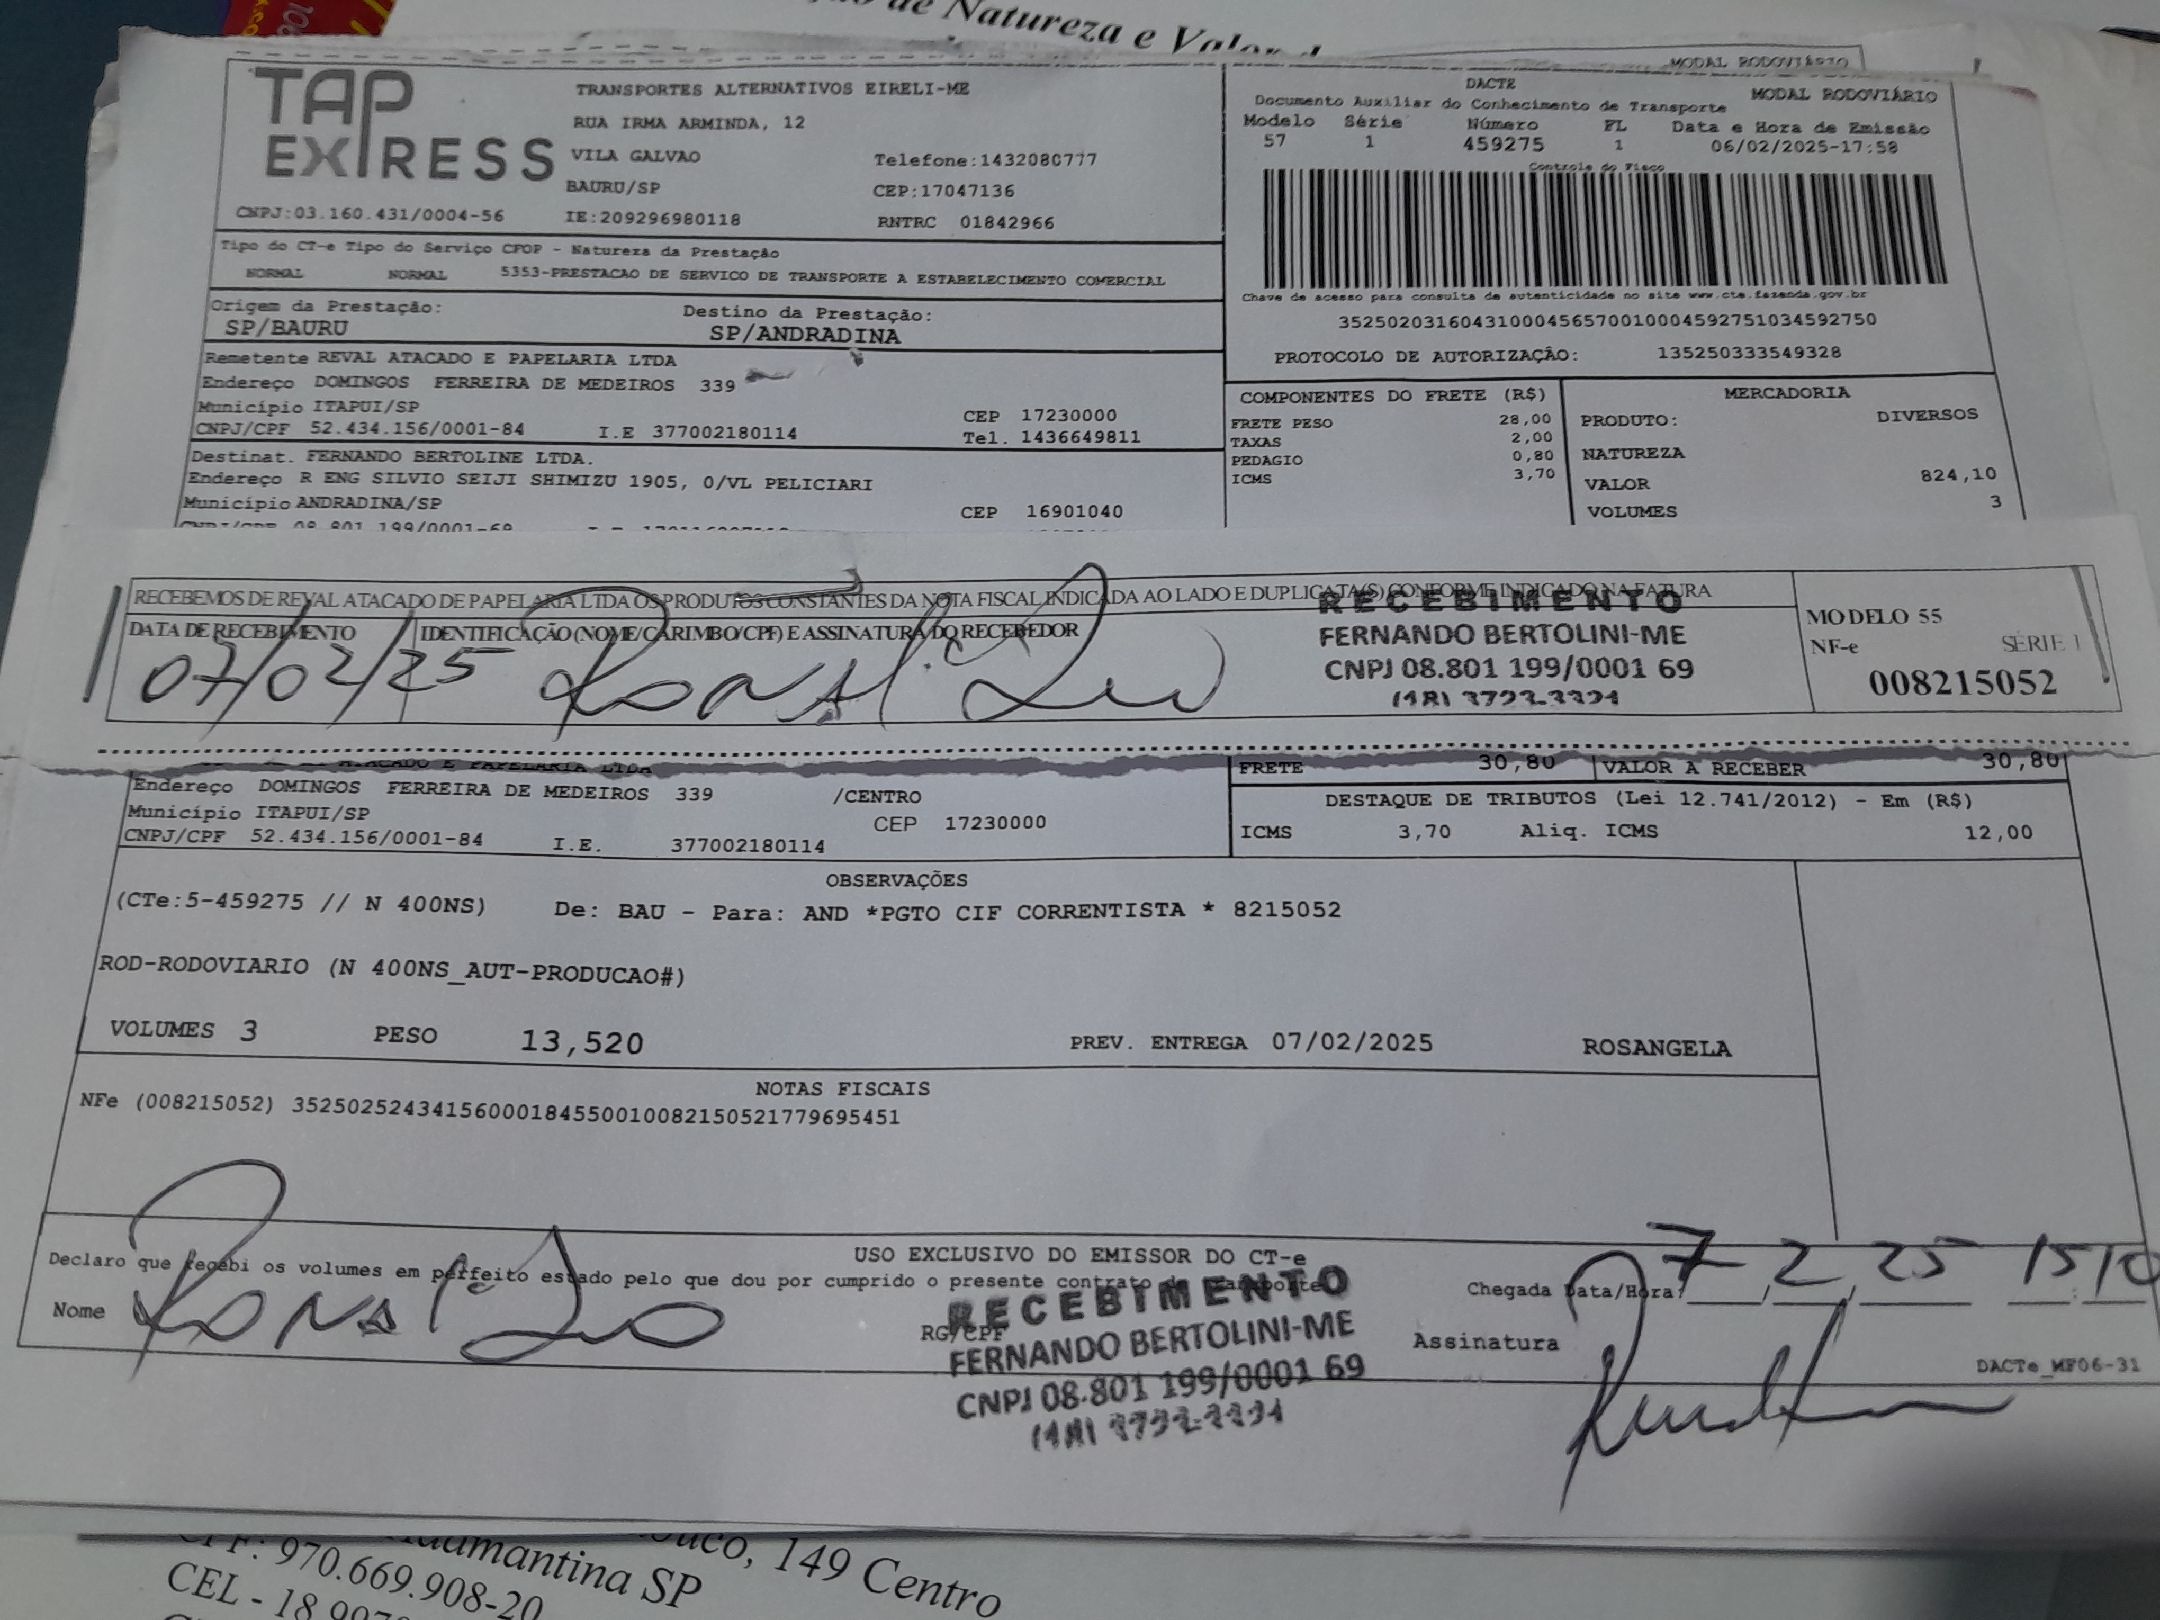 ão de Natureza e Valor d
MODAL RODOVIÁRIO
TAP EXPRESS
TRANSPORTES ALTERNATIVOS EIRELI-ME
RUA IRMA ARMINDA, 12
VILA GALVAO Telefone:1432080777
BAURU/SP CEP:17047136
CNPJ:03.160.431/0004-56 IE:209296980118 RNTRC 01842966
DACTE MODAL RODOVIÁRIO
Documento Auxiliar do Conhecimento de Transporte
Modelo Série Número FL Data e Hora de Emissão
57 1 459275 1 06/02/2025-17:58
Controle do Fisco
Chave de acesso para consulta de autenticidade no site www.cte.fazenda.gov.br
35250203160431000456570010004592751034592750
PROTOCOLO DE AUTORIZAÇÃO: 135250333549328
Tipo do CT-e Tipo do Serviço CFOP - Natureza da Prestação
NORMAL NORMAL 5353-PRESTACAO DE SERVICO DE TRANSPORTE A ESTABELECIMENTO COMERCIAL
Origem da Prestação: Destino da Prestação:
SP/BAURU SP/ANDRADINA
Remetente REVAL ATACADO E PAPELARIA LTDA
Endereço DOMINGOS FERREIRA DE MEDEIROS 339
Município ITAPUI/SP CEP 17230000
CNPJ/CPF 52.434.156/0001-84 I.E 377002180114 Tel. 1436649811
Destinat. FERNANDO BERTOLINE LTDA.
Endereço R ENG SILVIO SEIJI SHIMIZU 1905, 0/VL PELICIARI
Município ANDRADINA/SP CEP 16901040
CNPJ/CPF 08.801.199/0001-69
COMPONENTES DO FRETE (R$)
FRETE PESO 28,00
TAXAS 2,00
PEDAGIO 0,80
ICMS 3,70
MERCADORIA
PRODUTO: DIVERSOS
NATUREZA
VALOR 824,10
VOLUMES 3
RECEBEMOS DE REVAL ATACADO DE PAPELARIA LTDA OS PRODUTOS CONSTANTES DA NOTA FISCAL INDICADA AO LADO E DUPLICATA(S) CONFORME INDICADO NA FATURA
DATA DE RECEBIMENTO IDENTIFICAÇÃO (NOME/CARIMBO/CPF) E ASSINATURA DO RECEBEDOR
07/02/25 Ronaldo
RECEBIMENTO
FERNANDO BERTOLINI-ME
CNPJ 08.801 199/0001 69
MODELO 55
NF-e SÉRIE 1
008215052
ATACADO E PAPELARIA LTDA
Endereço DOMINGOS FERREIRA DE MEDEIROS 339 /CENTRO
Município ITAPUI/SP CEP 17230000
CNPJ/CPF 52.434.156/0001-84 I.E. 377002180114
FRETE 30,80 VALOR A RECEBER 30,80
DESTAQUE DE TRIBUTOS (Lei 12.741/2012) - Em (R$)
ICMS 3,70 Aliq. ICMS 12,00
OBSERVAÇÕES
(CTe:5-459275 // N 400NS) De: BAU - Para: AND *PGTO CIF CORRENTISTA * 8215052
ROD-RODOVIARIO (N 400NS_AUT-PRODUCAO#)
VOLUMES 3 PESO 13,520 PREV. ENTREGA 07/02/2025 ROSANGELA
NOTAS FISCAIS
NFe (008215052) 35250252434156000184550010082150521779695451
USO EXCLUSIVO DO EMISSOR DO CT-e
Declaro que recebi os volumes em perfeito estado pelo que dou por cumprido o presente contrato de transporte
Nome Ronaldo RG/CPF
RECEBIMENTO
FERNANDO BERTOLINI-ME
CNPJ 08.801 199/0001 69
Chegada Data/Hora: 7 / 2 / 25 15:10
Assinatura
DACTe_MF06-31
149 Centro
damantina SP
CPF: 970.669.908-20
CEL - 18